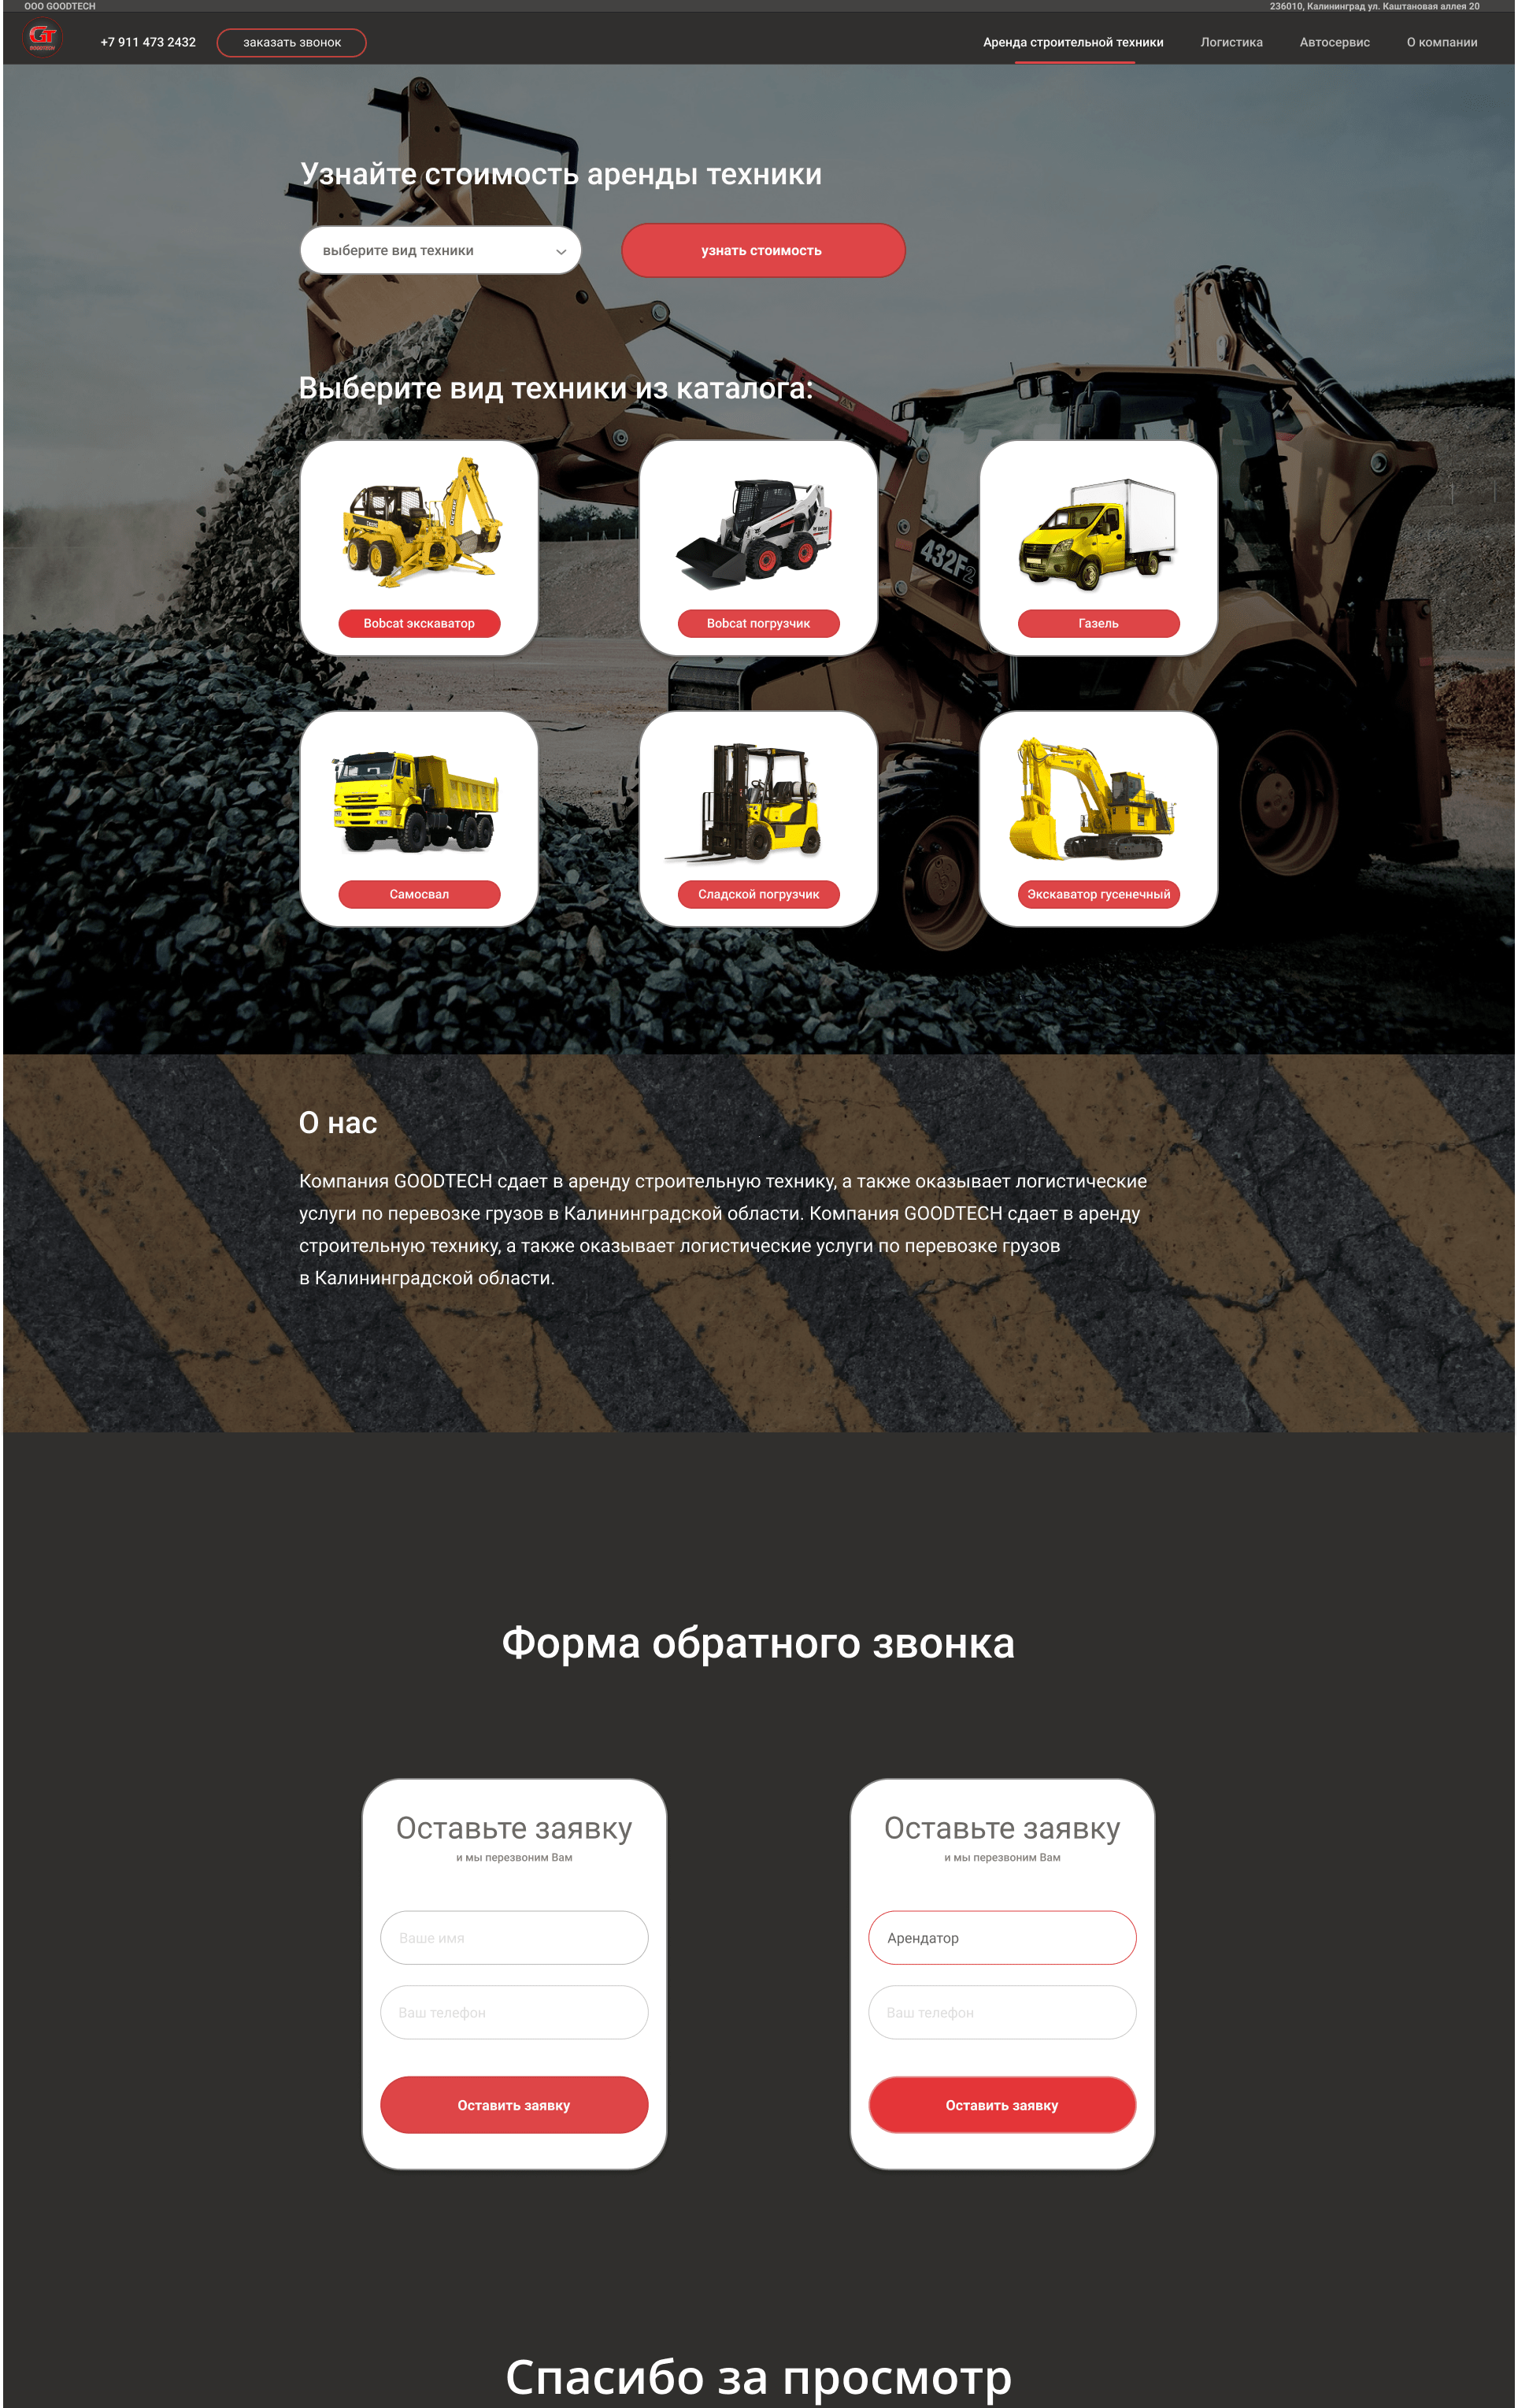 ООО GOODTECH
236010, Калининград ул. Каштановая аллея 20
GT
GOODTECH
+7 911 473 2432
заказать звонок
Аренда строительной техники
Логистика
Автосервис
О компании
Узнайте стоимость аренды техники
выберите вид техники
узнать стоимость
Выберите вид техники из каталога:
432F2
Bobcat экскаватор
Bobcat погрузчик
Газель
Самосвал
Сладской погрузчик
Экскаватор гусенечный
О нас
Компания GOODTECH сдает в аренду строительную технику, а также оказывает логистические
услуги по перевозке грузов в Калининградской области. Компания GOODTECH сдает в аренду
строительную технику, а также оказывает логистические услуги по перевозке грузов
в Калининградской области.
Форма обратного звонка
Оставьте заявку
и мы перезвоним Вам
Ваше имя
Ваш телефон
Оставить заявку
Оставьте заявку
и мы перезвоним Вам
Арендатор
Ваш телефон
Оставить заявку
Спасибо за просмотр